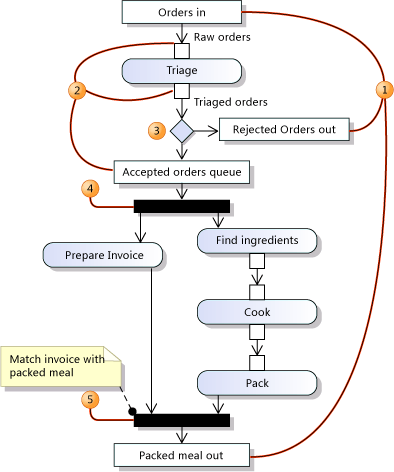 Orders in
Raw orders
Triage
2
1
Triaged orders
3
Rejected Orders out
Accepted orders queue
4
Find ingredients
Prepare Invoice
Cook
Match invoice with
packed meal
Pack
5
Packed meal out